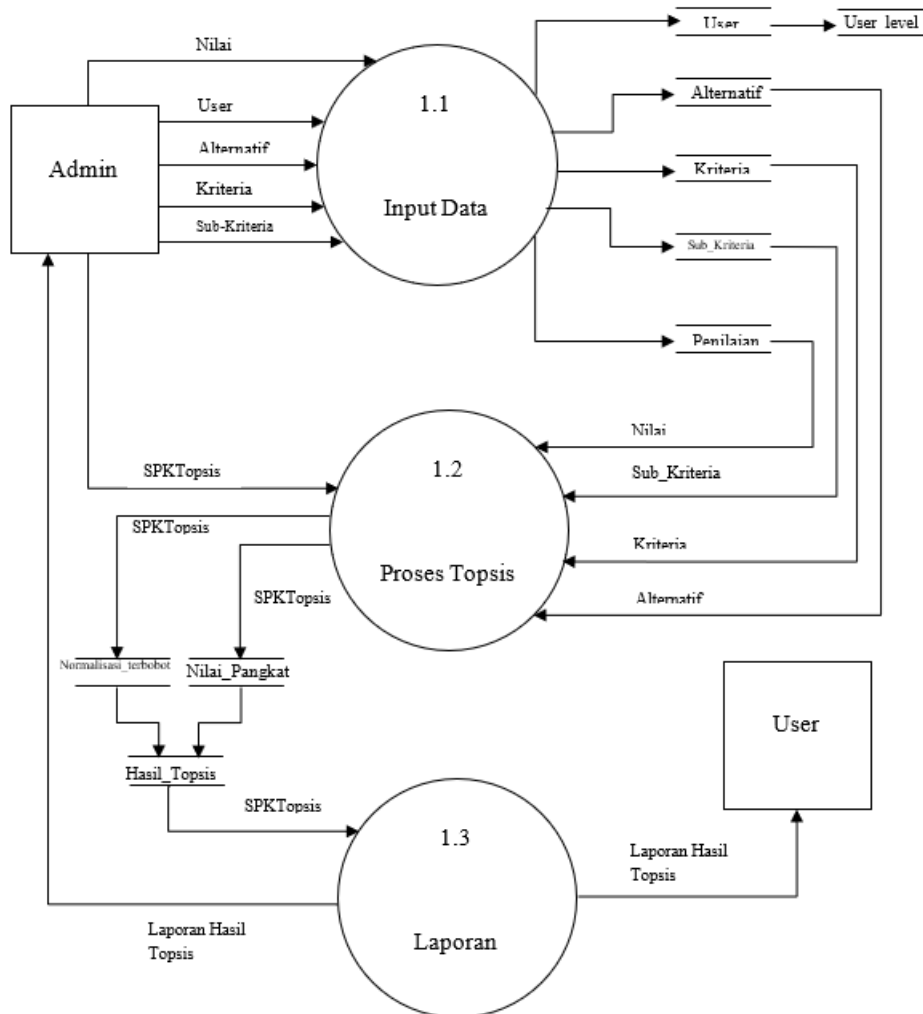 Nilai
User
User_level
1.1
Alternatif
User
Alternatif
Admin
Kriteria
Kriteria
Input Data
Sub-Kriteria
Sub_Kriteria
Penilaian
Nilai
1.2
SPKTopsis
Sub_Kriteria
SPKTopsis
Kriteria
Proses Topsis
SPKTopsis
Alternatif
Normalisasi_terbobot
Nilai_Pangkat
User
Hasil_Topsis
SPKTopsis
1.3
Laporan Hasil
Topsis
Laporan Hasil
Topsis
Laporan